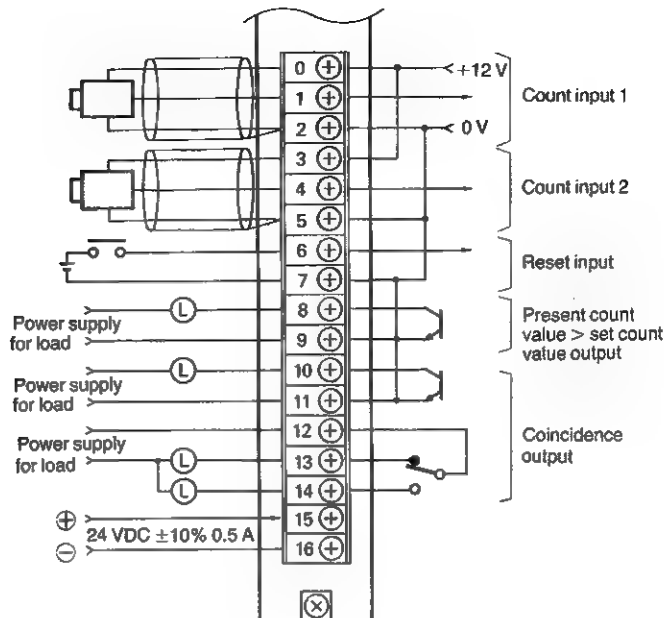 0
+12 V
1
Count input 1
2
0 V
3
4
Count input 2
5
6
Reset input
7
8
Present count
value > set count
value output
L
Power supply
for load
9
10
L
Power supply
for load
11
12
Coincidence
output
Power supply
for load
13
L
14
L
15
+
24 VDC ±10% 0.5 A
−
16